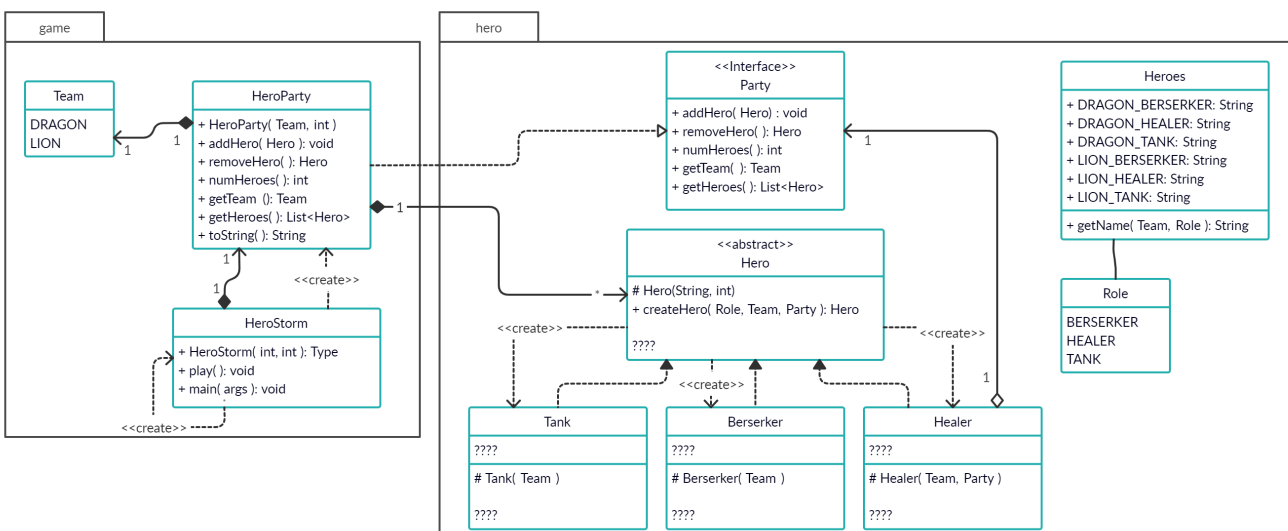 game
Team
DRAGON
LION
HeroParty
+ HeroParty( Team, int )
+ addHero( Hero ): void
+ removeHero( ): Hero
+ numHeroes( ): int
+ getTeam (): Team
+ getHeroes( ): List<Hero>
+ toString( ): String
1
1
1
*
1
1
<<create>>
HeroStorm
+ HeroStorm( int, int ): Type
+ play( ): void
+ main( args ): void
<<create>>
hero
<<Interface>>
Party
+ addHero( Hero) : void
+ removeHero( ): Hero
+ numHeroes( ): int
+ getTeam( ): Team
+ getHeroes( ): List<Hero>
1
Heroes
+ DRAGON_BERSERKER: String
+ DRAGON_HEALER: String
+ DRAGON_TANK: String
+ LION_BERSERKER: String
+ LION_HEALER: String
+ LION_TANK: String
+ getName( Team, Role ): String
Role
BERSERKER
HEALER
TANK
<<abstract>>
Hero
# Hero(String, int)
+ createHero( Role, Team, Party ): Hero
????
<<create>>
<<create>>
<<create>>
1
Tank
????
# Tank( Team )
????
Berserker
????
# Berserker( Team )
????
Healer
????
# Healer( Team, Party )
????